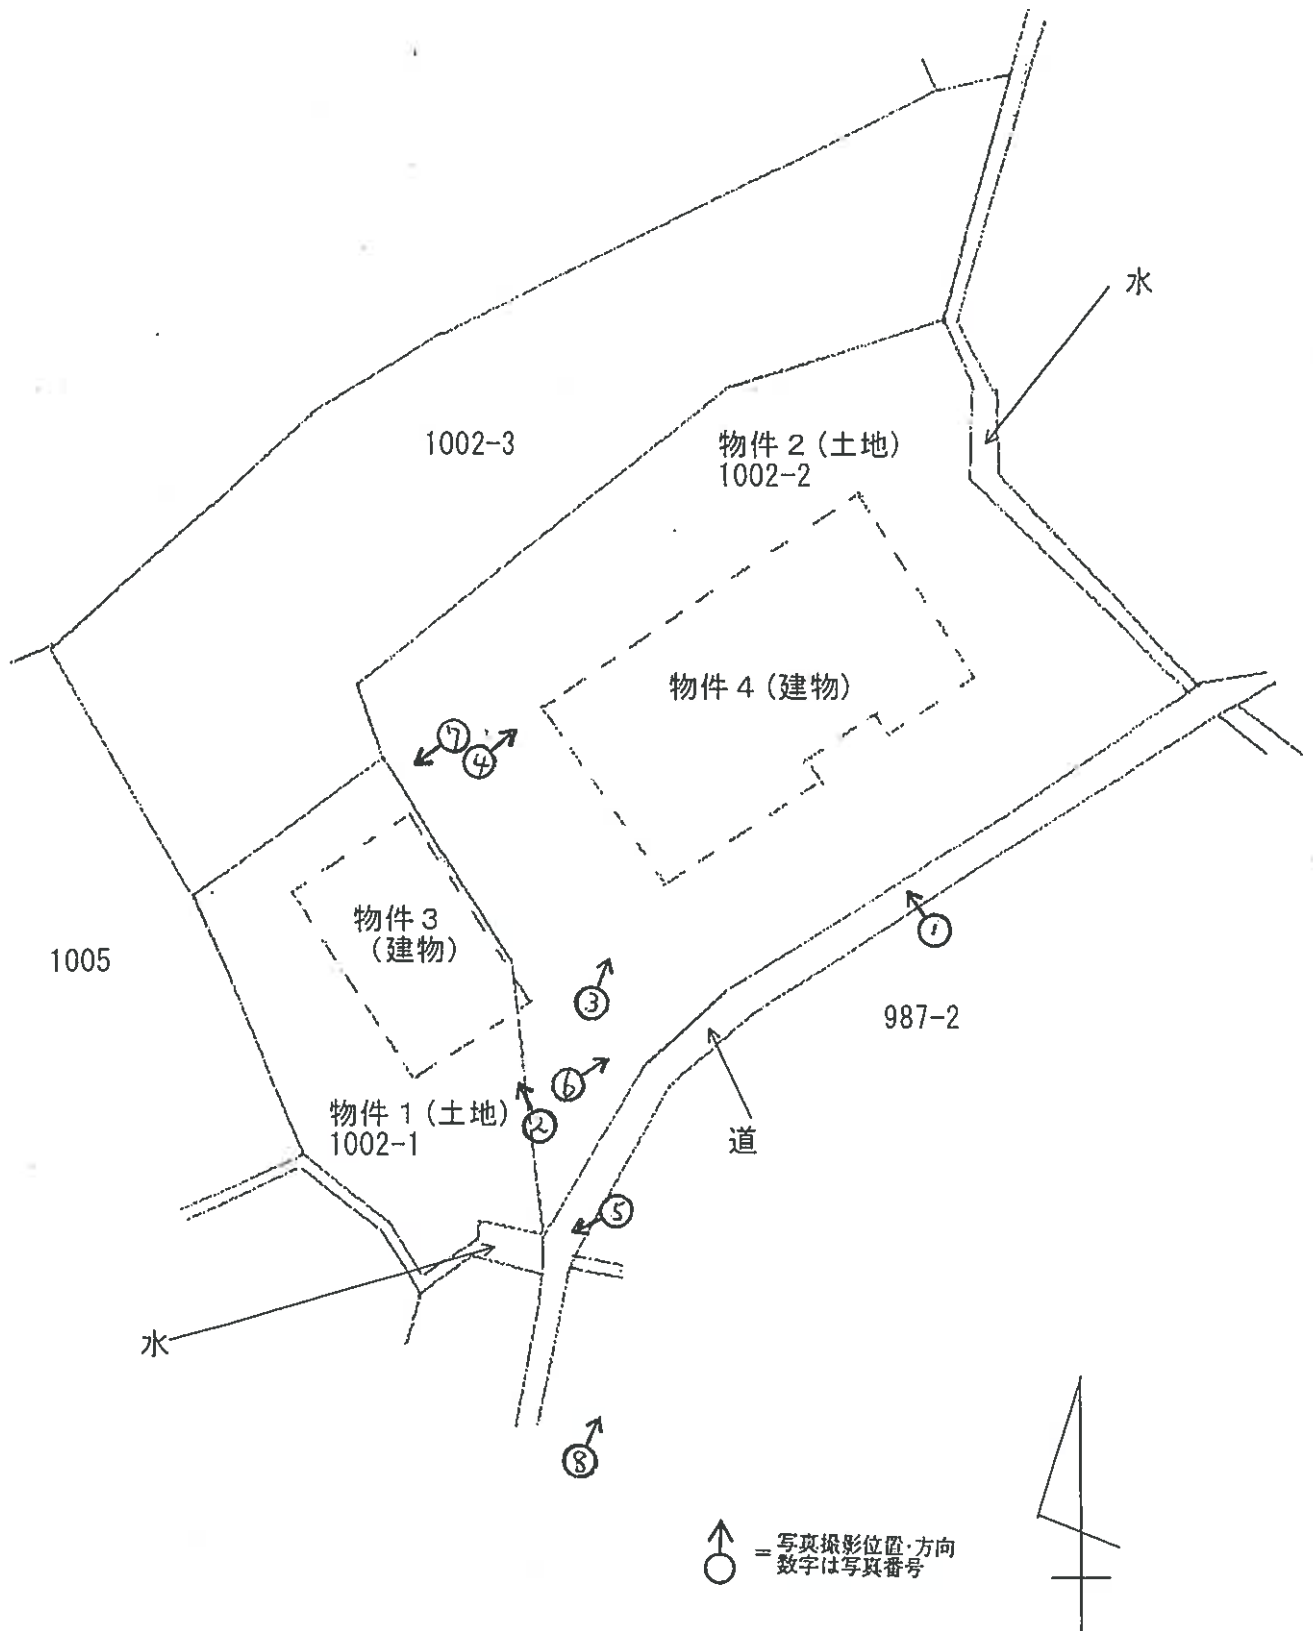 水
1002-3
物件2(土地)
1002-2
物件4(建物)
⑦
④
物件3
(建物)
1005
①
③
987-2
⑥
物件1(土地)
1002-1
②
道
⑤
水
⑧
=写真撮影位置・方向
数字は写真番号